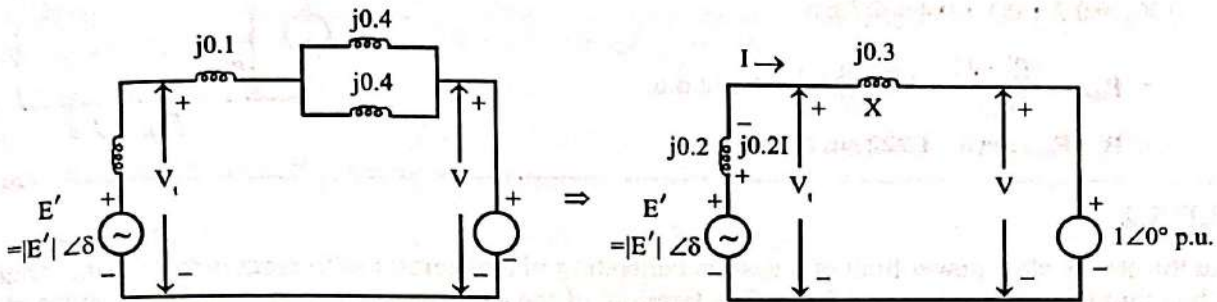 j0.1
j0.4
j0.4
+
+
V_t
V
E′
=|E′| ∠δ
+
~
−
−
+
−
−
⇒
I →
j0.3
X
+
+
−
j0.2
j0.2I
+
V_t
V
E′
=|E′| ∠δ
+
~
−
−
+
1∠0° p.u.
−
−